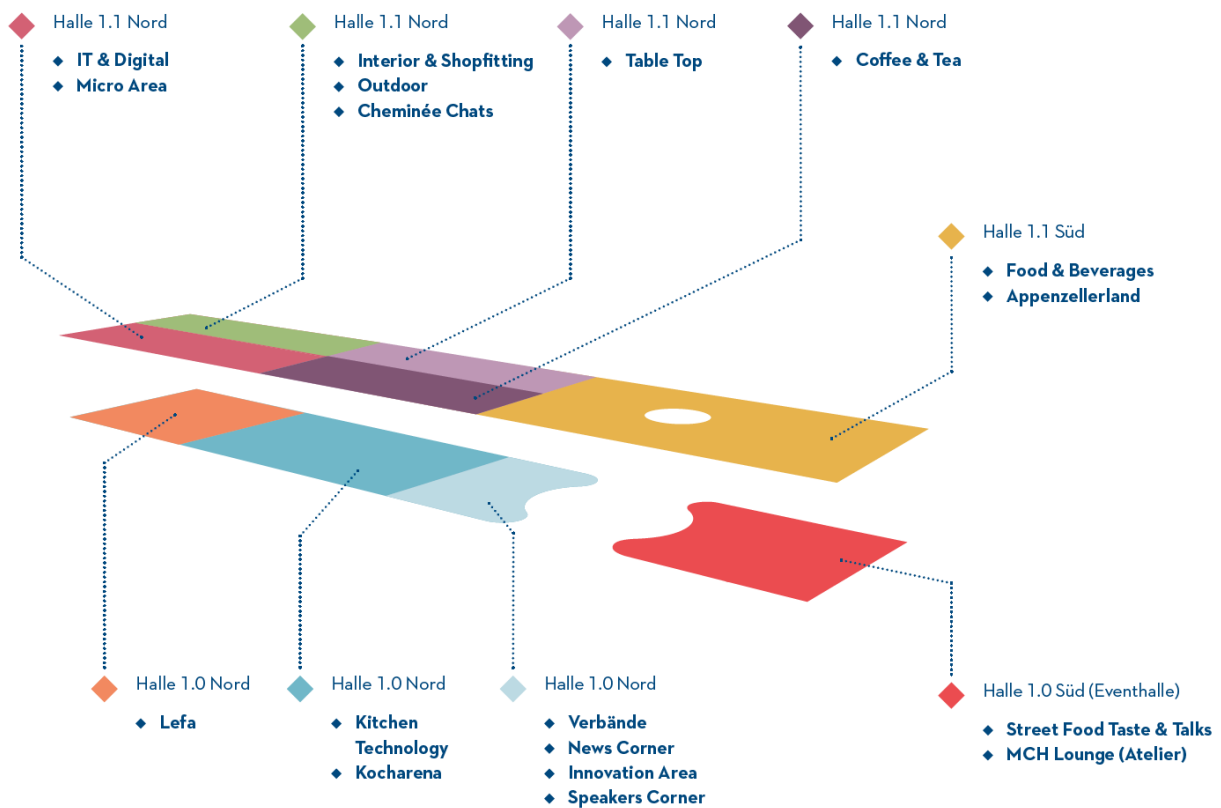 Halle 1.1 Nord
IT & Digital
Micro Area
Halle 1.1 Nord
Interior & Shopfitting
Outdoor
Cheminée Chats
Halle 1.1 Nord
Table Top
Halle 1.1 Nord
Coffee & Tea
Halle 1.1 Süd
Food & Beverages
Appenzellerland
Halle 1.0 Nord
Lefa
Halle 1.0 Nord
Kitchen
Technology
Kocharena
Halle 1.0 Nord
Verbände
News Corner
Innovation Area
Speakers Corner
Halle 1.0 Süd (Eventhalle)
Street Food Taste & Talks
MCH Lounge (Atelier)